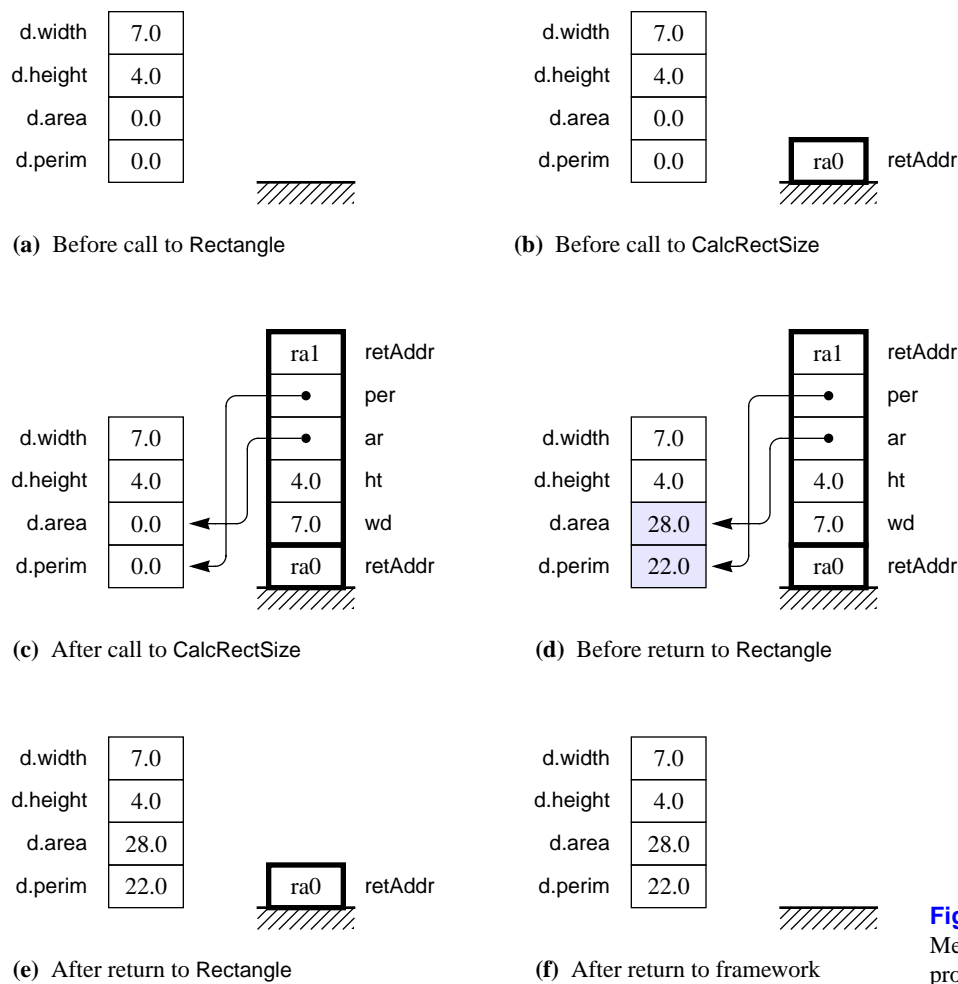 d.width 7.0
d.height 4.0
d.area 0.0
d.perim 0.0
(a) Before call to Rectangle
d.width 7.0
d.height 4.0
d.area 0.0
d.perim 0.0 ra0 retAddr
(b) Before call to CalcRectSize
ra1 retAddr
per
d.width 7.0 ar
d.height 4.0 4.0 ht
d.area 0.0 7.0 wd
d.perim 0.0 ra0 retAddr
(c) After call to CalcRectSize
ra1 retAddr
per
d.width 7.0 ar
d.height 4.0 4.0 ht
d.area 28.0 7.0 wd
d.perim 22.0 ra0 retAddr
(d) Before return to Rectangle
d.width 7.0
d.height 4.0
d.area 28.0
d.perim 22.0 ra0 retAddr
(e) After return to Rectangle
d.width 7.0
d.height 4.0
d.area 28.0
d.perim 22.0
(f) After return to framework
Fig
Me
pro